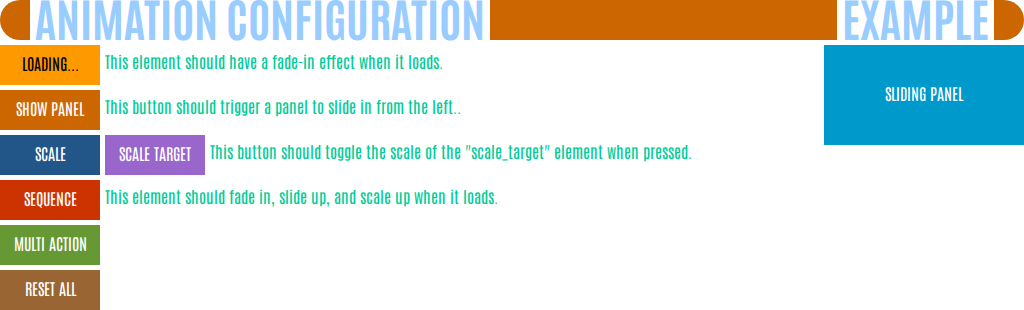 ANIMATION CONFIGURATION EXAMPLE
LOADING... This element should have a fade-in effect when it loads.
SLIDING PANEL
SHOW PANEL This button should trigger a panel to slide in from the left..
SCALE SCALE TARGET This button should toggle the scale of the "scale_target" element when pressed.
SEQUENCE This element should fade in, slide up, and scale up when it loads.
MULTI ACTION
RESET ALL